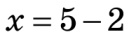 x = 5 − 2